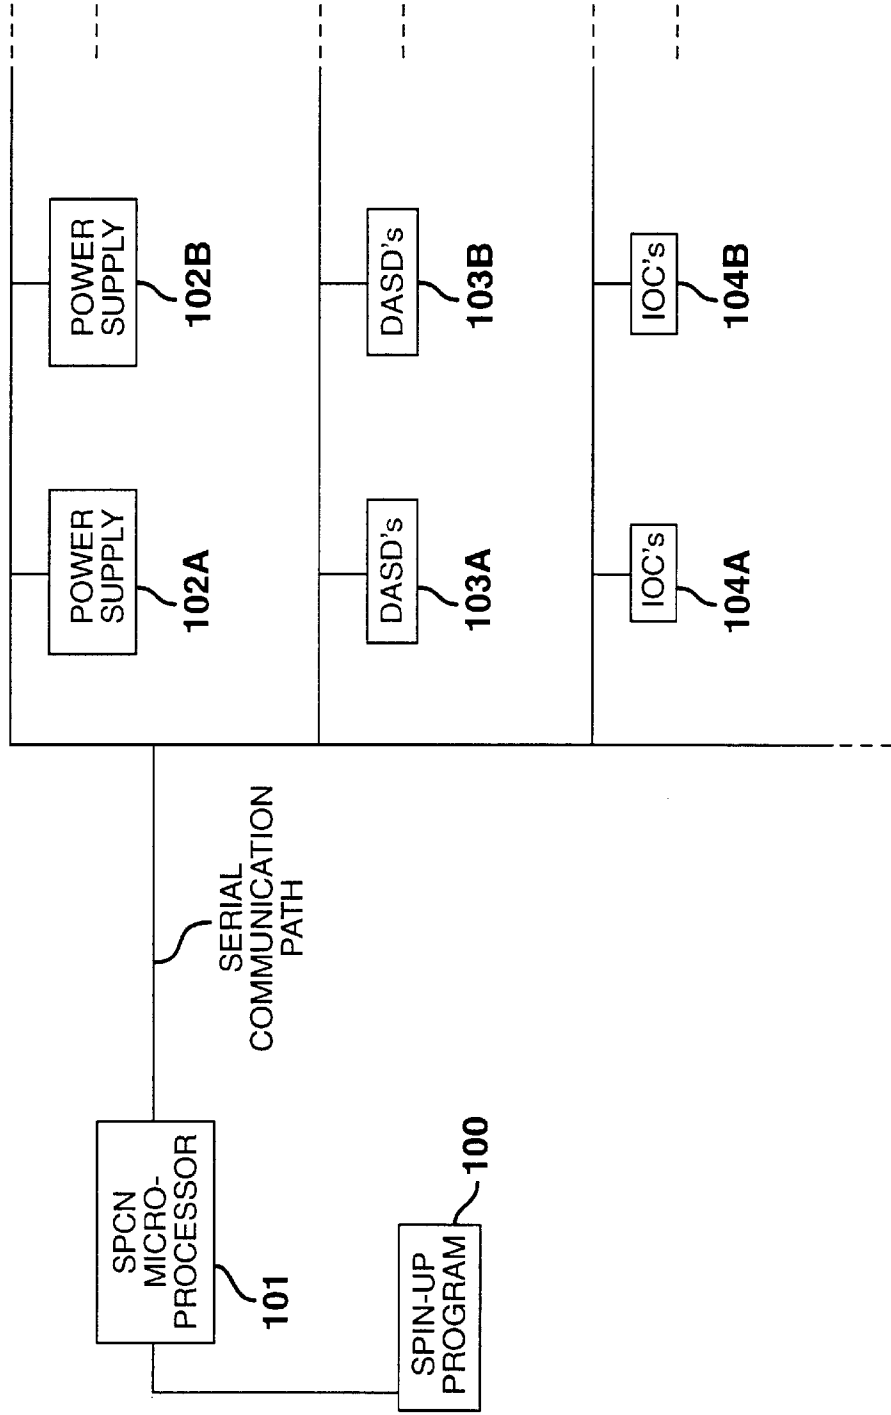 SPCN
MICRO-
PROCESSOR
101
SPIN-UP
PROGRAM
100
SERIAL
COMMUNICATION
PATH
POWER
SUPPLY
102A
POWER
SUPPLY
102B
DASD's
103A
DASD's
103B
IOC's
104A
IOC's
104B